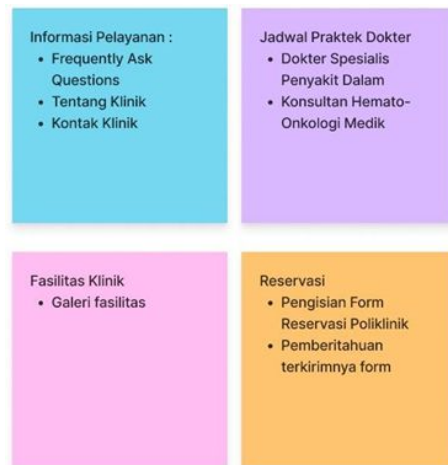 Informasi Pelayanan :
• Frequently Ask
Questions
• Tentang Klinik
• Kontak Klinik
Jadwal Praktek Dokter
• Dokter Spesialis
Penyakit Dalam
• Konsultan Hemato-
Onkologi Medik
Fasilitas Klinik
• Galeri fasilitas
Reservasi
• Pengisian Form
Reservasi Poliklinik
• Pemberitahuan
terkirimnya form